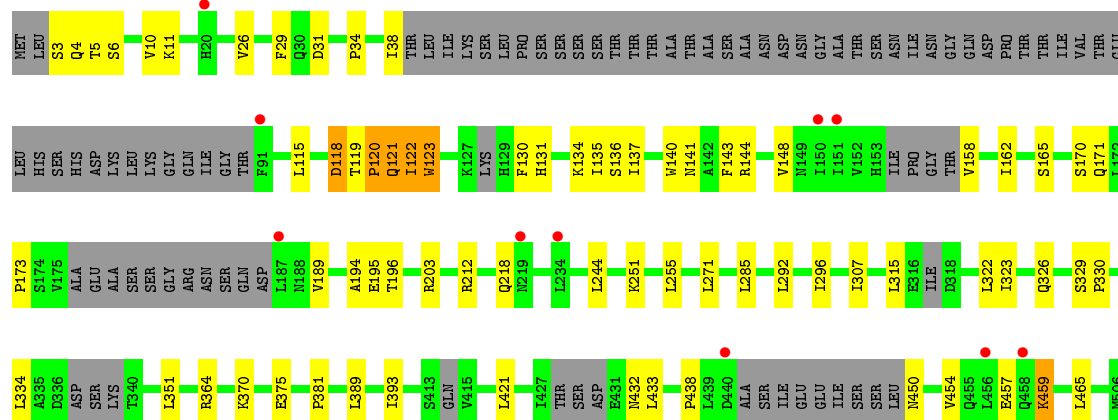 MET LEU S3 Q4 T5 S6 V10 K11 H20 V26 F29 Q30 D31 P34 I38 THR LEU ILE LYS SER LEU PRO SER SER SER SER THR THR THR ALA THR ALA SER ALA ASN ASP ASN GLY ALA THR SER ASN ILE ASN GLY GLN ASP PRO THR THR ILE VAL THR GLU
LEU HIS SER HIS ASP LYS LEU LYS GLY GLN ILE GLY THR F91 L115 D118 T119 P120 Q121 I122 W123 K127 LYS H129 F130 H131 K134 I135 S136 I137 W140 N141 A142 F143 R144 V148 N149 I150 I151 V152 H153 ILE PRO GLY THR V158 I162 S165 S170 Q171 L172
P173 S174 V175 ALA GLU ALA SER SER GLY ARG ASN SER GLN ASP L187 N188 V189 A194 E195 T196 R203 R212 Q218 N219 L234 L244 K251 L255 L271 L285 L292 I296 I307 L315 E316 ILE D318 L322 I323 Q326 S329 P330
L334 A335 D336 ASP SER LYS T340 L351 R364 K370 E375 P381 L389 I393 S413 GLN V415 L421 I427 THR SER ASP E431 N432 L433 P438 L439 D440 ALA SER ILE GLU GLU ILE SER SER LEU N450 V454 Q455 L456 E457 Q458 K459 L465